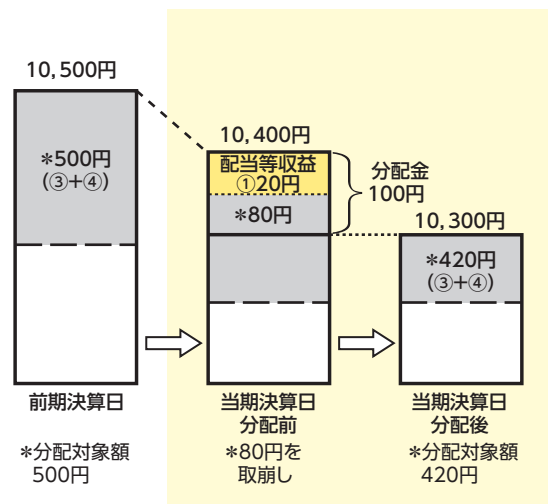 10,500円
*500円
(③+④)
10,400円
配当等収益
①20円
*80円
分配金
100円
10,300円
*420円
(③+④)
前期決算日
*分配対象額
500円
当期決算日
分配前
*80円を
取崩し
当期決算日
分配後
*分配対象額
420円